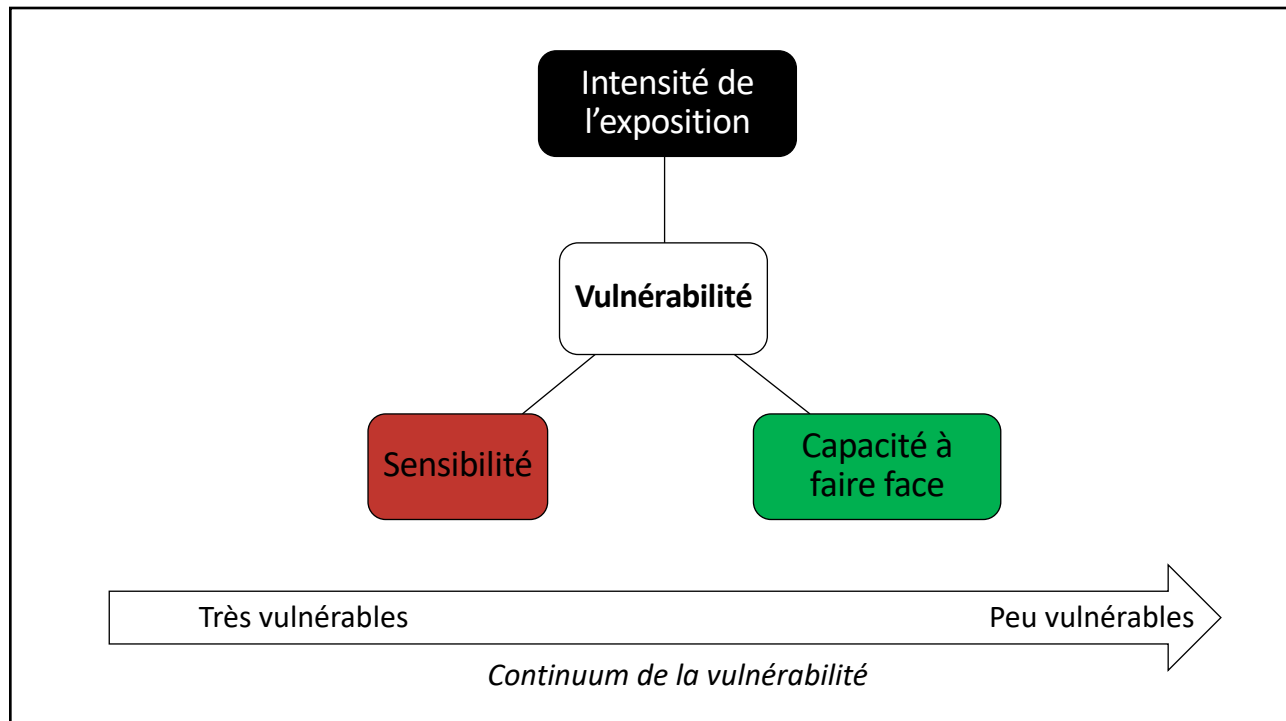 Intensité de
l’exposition
Vulnérabilité
Sensibilité
Capacité à
faire face
Très vulnérables
Peu vulnérables
Continuum de la vulnérabilité